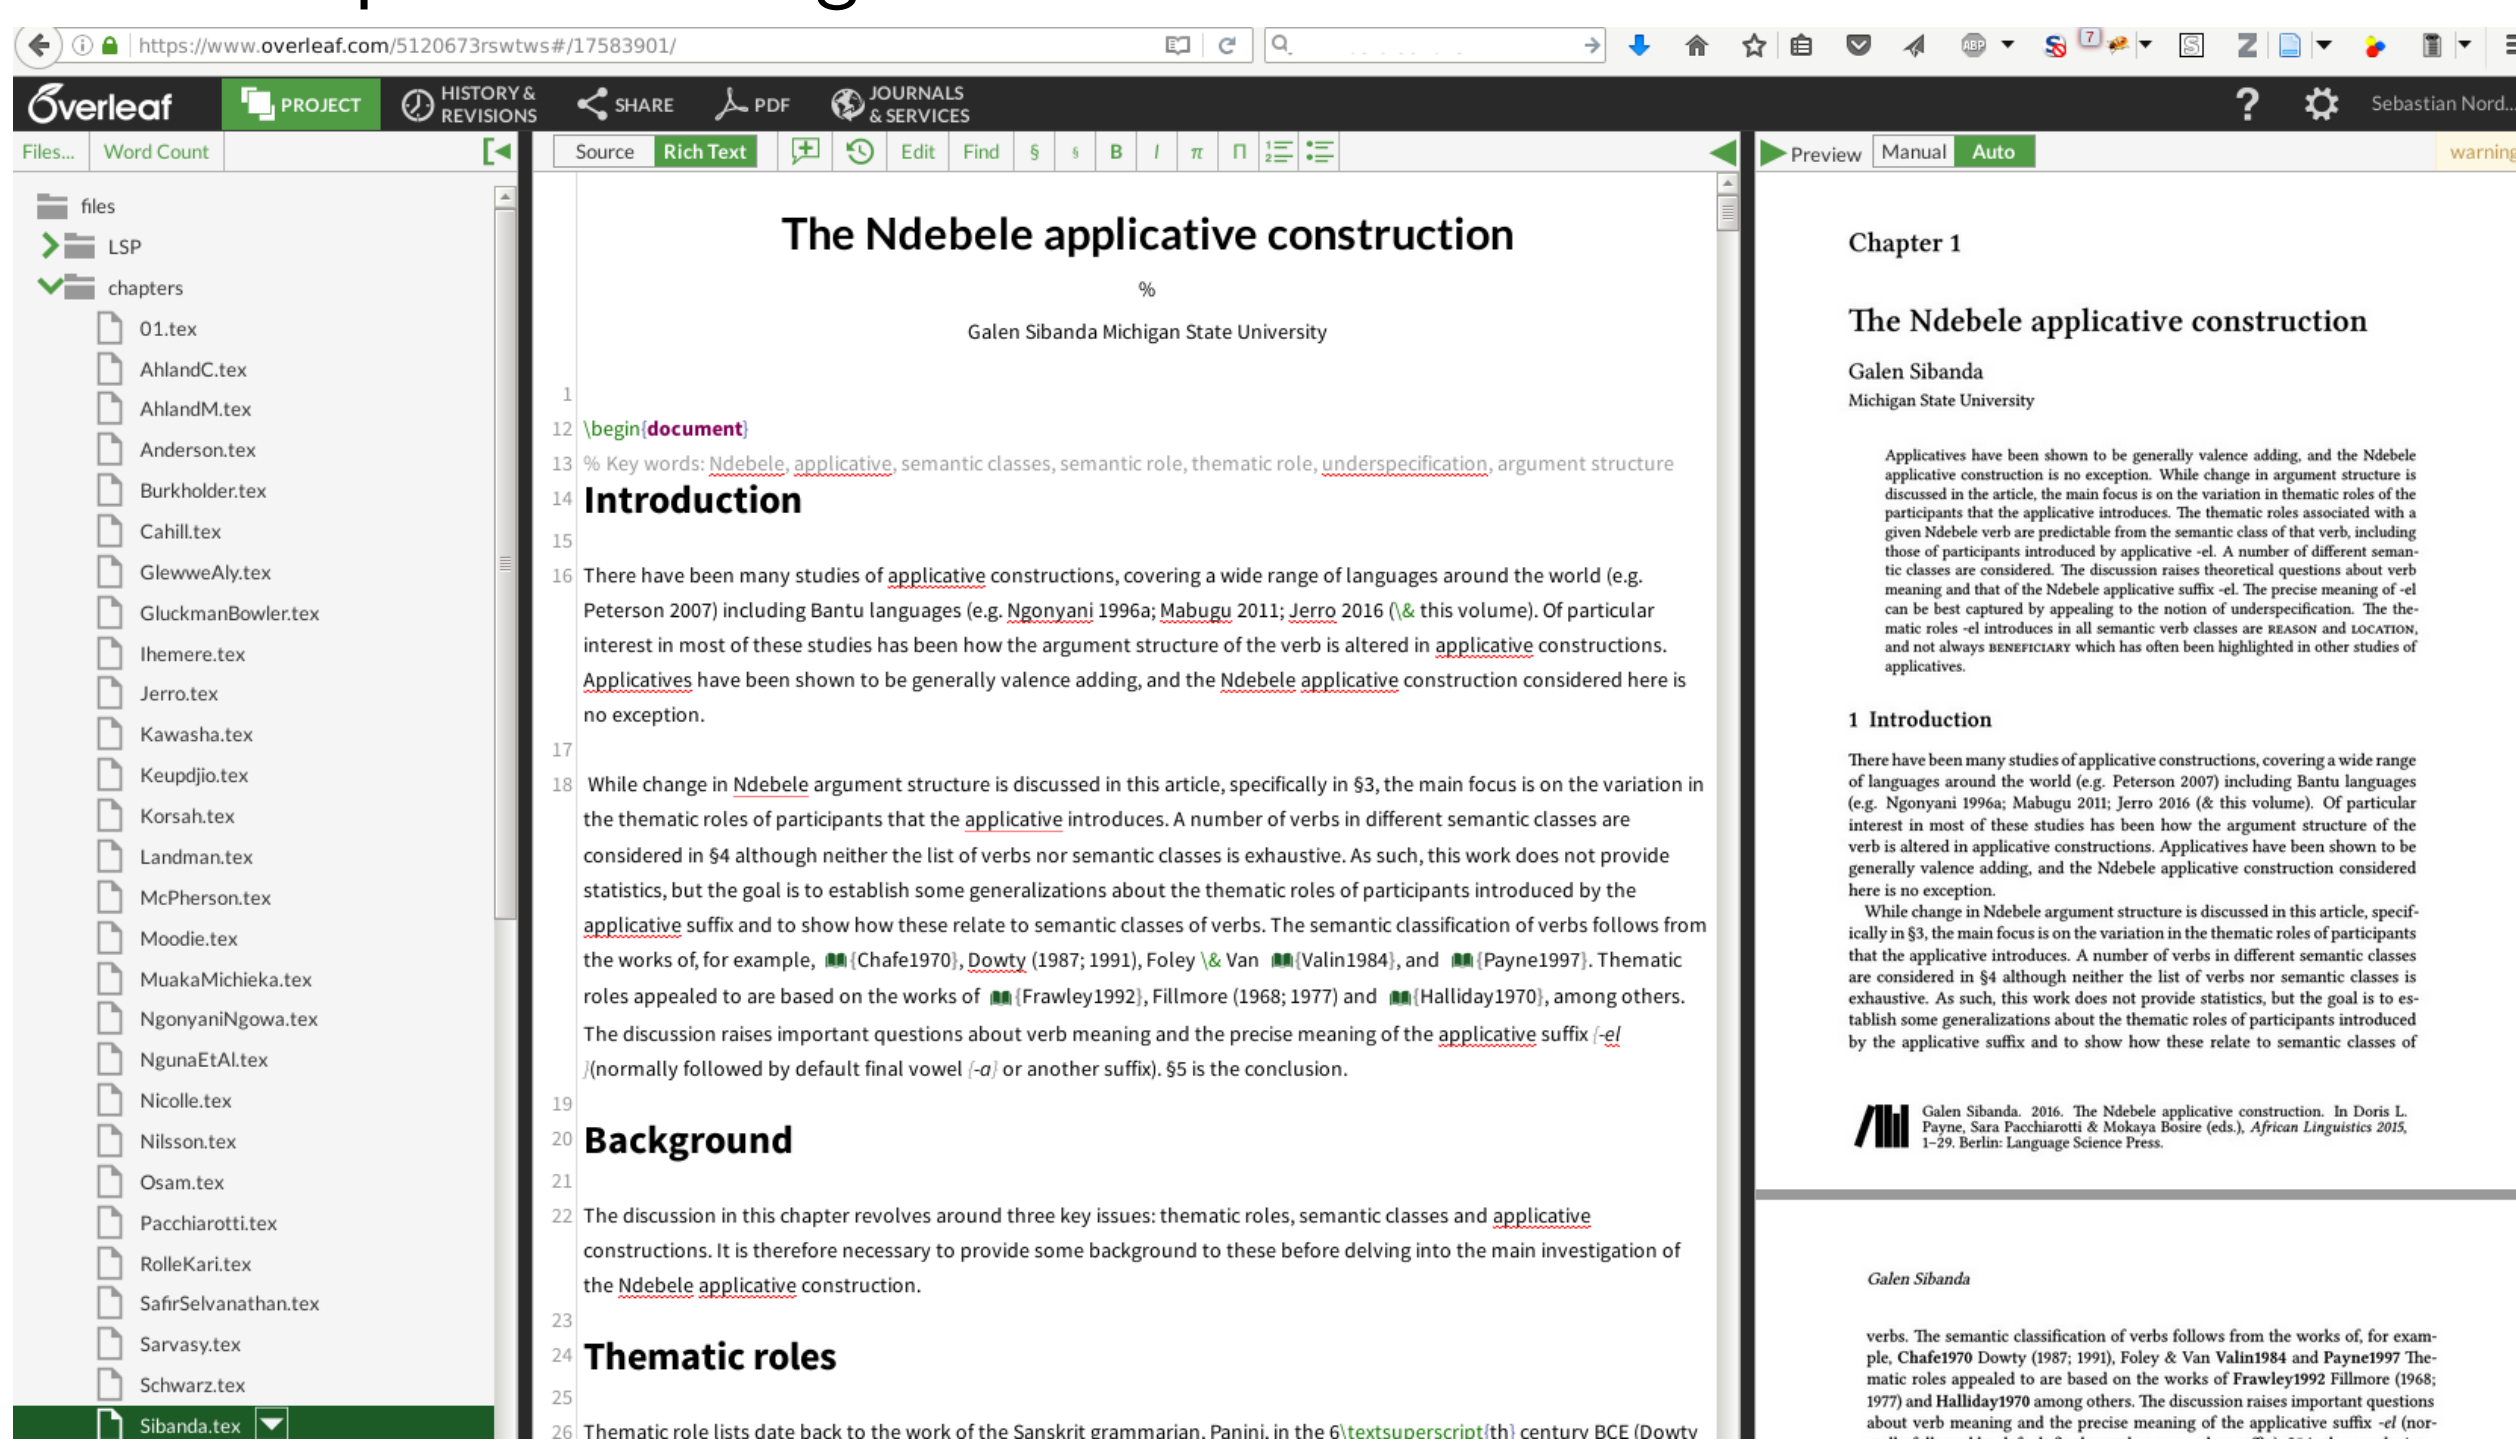 https://www.overleaf.com/5120673rswtws#/17583901/
ABP
7
S
Z
Overleaf
PROJECT
HISTORY &
REVISIONS
SHARE
PDF
JOURNALS
& SERVICES
?
Sebastian Nord...
Files...
Word Count
Source
Rich Text
Edit
Find
§
§
B
I
π
Π
Preview
Manual
Auto
warning
files
LSP
chapters
01.tex
AhlandC.tex
AhlandM.tex
Anderson.tex
Burkholder.tex
Cahill.tex
GlewweAly.tex
GluckmanBowler.tex
Ihemere.tex
Jerro.tex
Kawasha.tex
Keupdjio.tex
Korsah.tex
Landman.tex
McPherson.tex
Moodie.tex
MuakaMichieka.tex
NgonyaniNgowa.tex
NgunaEtAl.tex
Nicolle.tex
Nilsson.tex
Osam.tex
Pacchiarotti.tex
RolleKari.tex
SafirSelvanathan.tex
Sarvasy.tex
Schwarz.tex
Sibanda.tex
The Ndebele applicative construction
%
Galen Sibanda Michigan State University
1
12 \begin{document}
13 % Key words: Ndebele, applicative, semantic classes, semantic role, thematic role, underspecification, argument structure
14 Introduction
15
16 There have been many studies of applicative constructions, covering a wide range of languages around the world (e.g.
Peterson 2007) including Bantu languages (e.g. Ngonyani 1996a; Mabugu 2011; Jerro 2016 (\& this volume). Of particular
interest in most of these studies has been how the argument structure of the verb is altered in applicative constructions.
Applicatives have been shown to be generally valence adding, and the Ndebele applicative construction considered here is
no exception.
17
18 While change in Ndebele argument structure is discussed in this article, specifically in §3, the main focus is on the variation in
the thematic roles of participants that the applicative introduces. A number of verbs in different semantic classes are
considered in §4 although neither the list of verbs nor semantic classes is exhaustive. As such, this work does not provide
statistics, but the goal is to establish some generalizations about the thematic roles of participants introduced by the
applicative suffix and to show how these relate to semantic classes of verbs. The semantic classification of verbs follows from
the works of, for example, {Chafe1970}, Dowty (1987; 1991), Foley \& Van {Valin1984}, and {Payne1997}. Thematic
roles appealed to are based on the works of {Frawley1992}, Fillmore (1968; 1977) and {Halliday1970}, among others.
The discussion raises important questions about verb meaning and the precise meaning of the applicative suffix {-el
}(normally followed by default final vowel {-a} or another suffix). §5 is the conclusion.
19
20 Background
21
22 The discussion in this chapter revolves around three key issues: thematic roles, semantic classes and applicative
constructions. It is therefore necessary to provide some background to these before delving into the main investigation of
the Ndebele applicative construction.
23
24 Thematic roles
25
26 Thematic role lists date back to the work of the Sanskrit grammarian, Panini, in the 6\textsuperscript{th} century BCE (Dowty
Chapter 1
The Ndebele applicative construction
Galen Sibanda
Michigan State University
Applicatives have been shown to be generally valence adding, and the Ndebele
applicative construction is no exception. While change in argument structure is
discussed in the article, the main focus is on the variation in thematic roles of the
participants that the applicative introduces. The thematic roles associated with a
given Ndebele verb are predictable from the semantic class of that verb, including
those of participants introduced by applicative -el. A number of different seman-
tic classes are considered. The discussion raises theoretical questions about verb
meaning and that of the Ndebele applicative suffix -el. The precise meaning of -el
can be best captured by appealing to the notion of underspecification. The the-
matic roles -el introduces in all semantic verb classes are REASON and LOCATION,
and not always BENEFICIARY which has often been highlighted in other studies of
applicatives.
1 Introduction
There have been many studies of applicative constructions, covering a wide range
of languages around the world (e.g. Peterson 2007) including Bantu languages
(e.g. Ngonyani 1996a; Mabugu 2011; Jerro 2016 (& this volume). Of particular
interest in most of these studies has been how the argument structure of the
verb is altered in applicative constructions. Applicatives have been shown to be
generally valence adding, and the Ndebele applicative construction considered
here is no exception.
While change in Ndebele argument structure is discussed in this article, specif-
ically in §3, the main focus is on the variation in the thematic roles of participants
that the applicative introduces. A number of verbs in different semantic classes
are considered in §4 although neither the list of verbs nor semantic classes is
exhaustive. As such, this work does not provide statistics, but the goal is to es-
tablish some generalizations about the thematic roles of participants introduced
by the applicative suffix and to show how these relate to semantic classes of
Galen Sibanda. 2016. The Ndebele applicative construction. In Doris L.
Payne, Sara Pacchiarotti & Mokaya Bosire (eds.), African Linguistics 2015,
1–29. Berlin: Language Science Press.
Galen Sibanda
verbs. The semantic classification of verbs follows from the works of, for exam-
ple, Chafe1970 Dowty (1987; 1991), Foley & Van Valin1984 and Payne1997 The-
matic roles appealed to are based on the works of Frawley1992 Fillmore (1968;
1977) and Halliday1970 among others. The discussion raises important questions
about verb meaning and the precise meaning of the applicative suffix -el (nor-